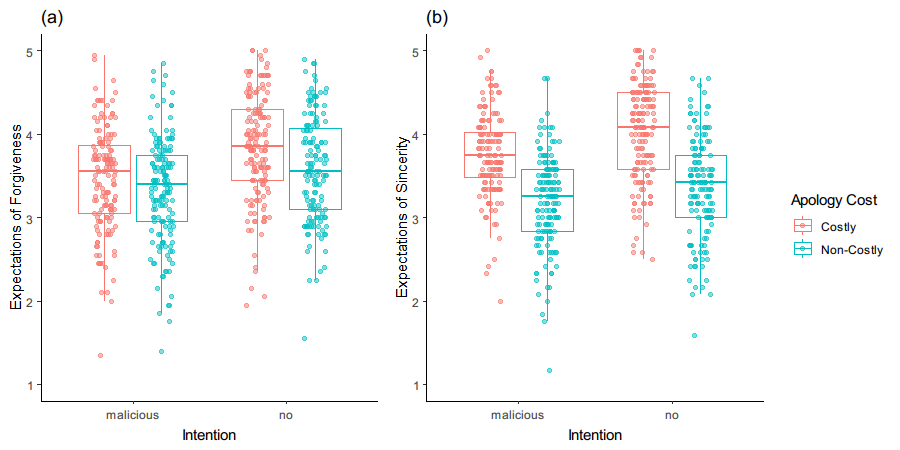 (a)
Expectations of Forgiveness
5
4
3
2
1
malicious
no
Intention
(b)
Expectations of Sincerity
5
4
3
2
1
malicious
no
Intention
Apology Cost
Costly
Non-Costly